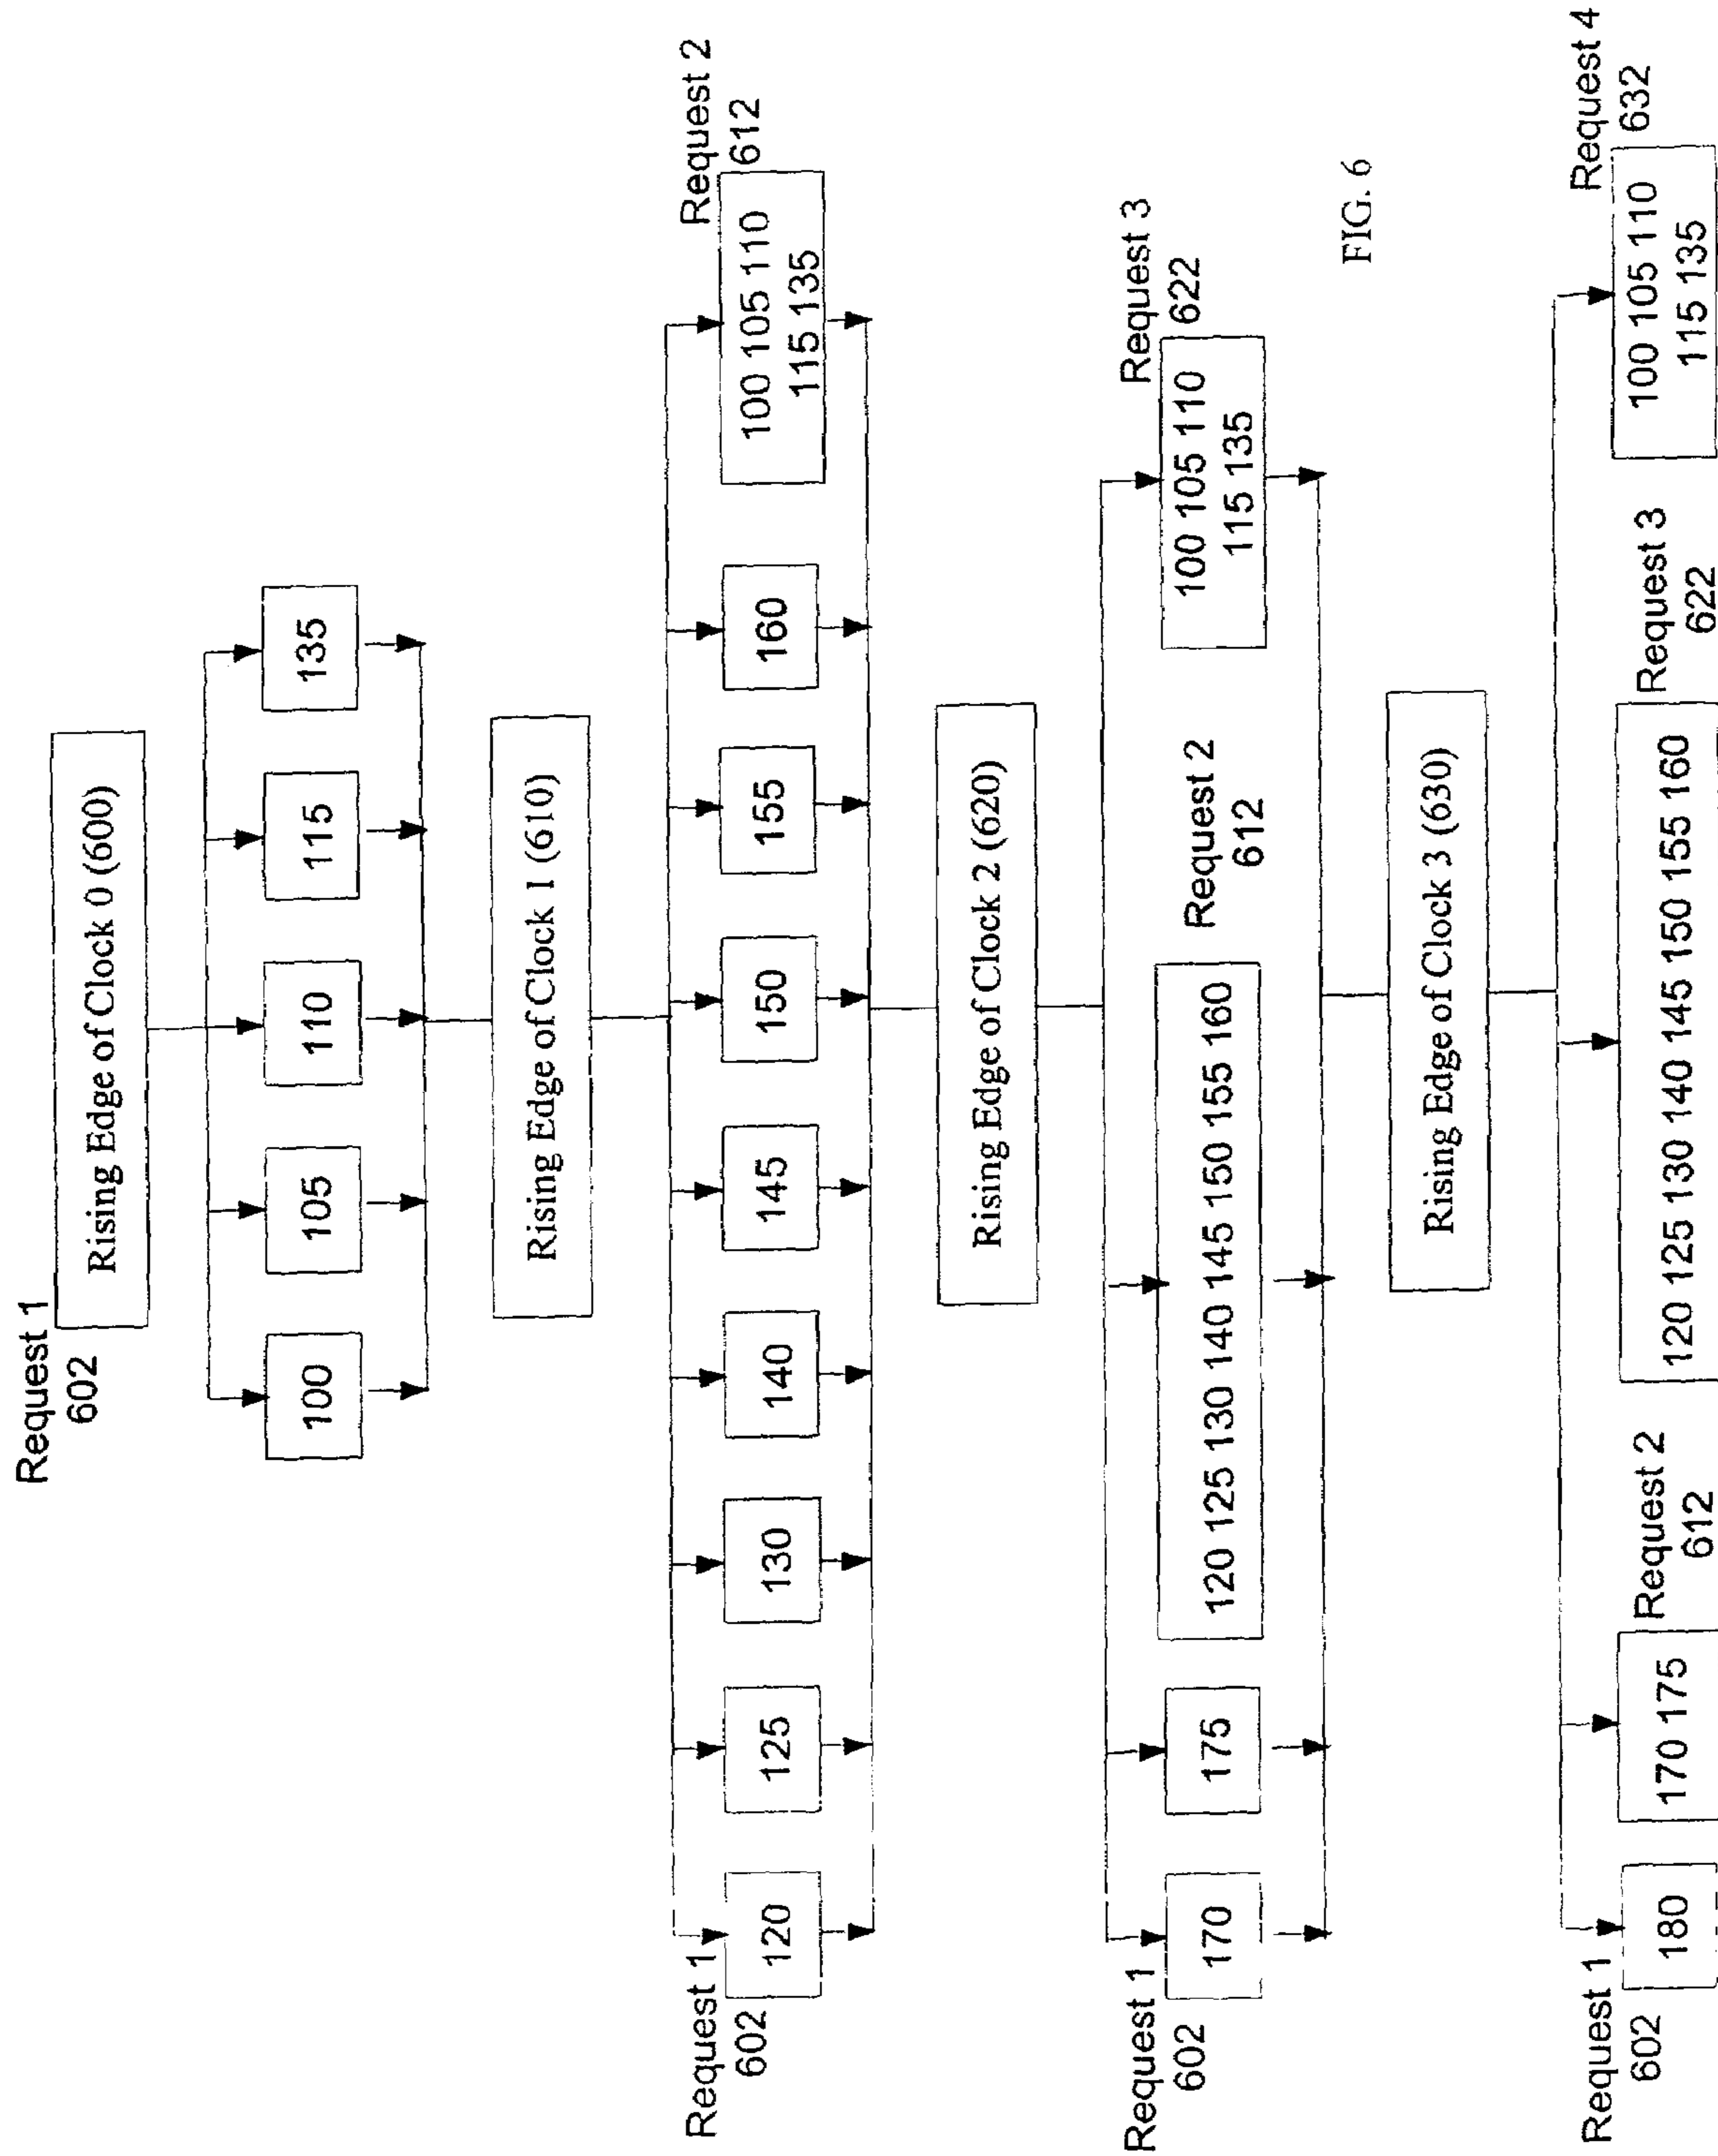 Request 1
602
Rising Edge of Clock 0 (600)
100
105
110
115
135
Rising Edge of Clock 1 (610)
Request 1
602
120
125
130
140
145
150
155
160
Request 2
612
100 105 110
115 135
Rising Edge of Clock 2 (620)
Request 1
602
170
175
120 125 130 140 145 150 155 160
Request 2
612
100 105 110
115 135
Request 3
622
Rising Edge of Clock 3 (630)
FIG. 6
Request 1
602
180
170 175
Request 2
612
120 125 130 140 145 150 155 160
Request 3
622
100 105 110
115 135
Request 4
632